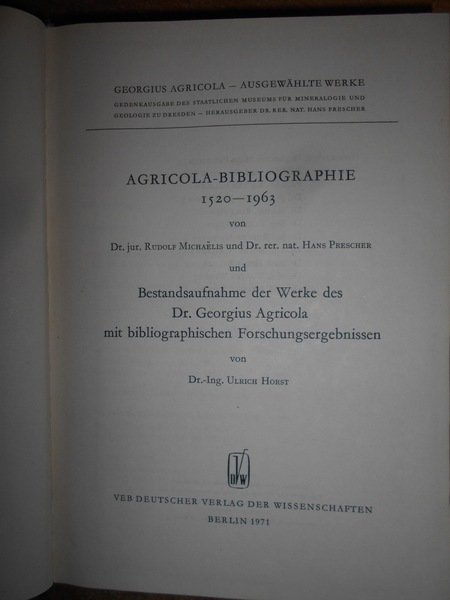 GEORGIUS AGRICOLA – AUSGEWÄHLTE WERKE
GEDENKAUSGABE DES STAATLICHEN MUSEUMS FÜR MINERALOGIE UND
GEOLOGIE ZU DRESDEN – HERAUSGEBER DR. RER. NAT. HANS PRESCHER
AGRICOLA-BIBLIOGRAPHIE
1520–1963
von
Dr. jur. RUDOLF MICHAËLIS und Dr. rer. nat. HANS PRESCHER
und
Bestandsaufnahme der Werke des
Dr. Georgius Agricola
mit bibliographischen Forschungsergebnissen
von
Dr.-Ing. ULRICH HORST
VEB DEUTSCHER VERLAG DER WISSENSCHAFTEN
BERLIN 1971